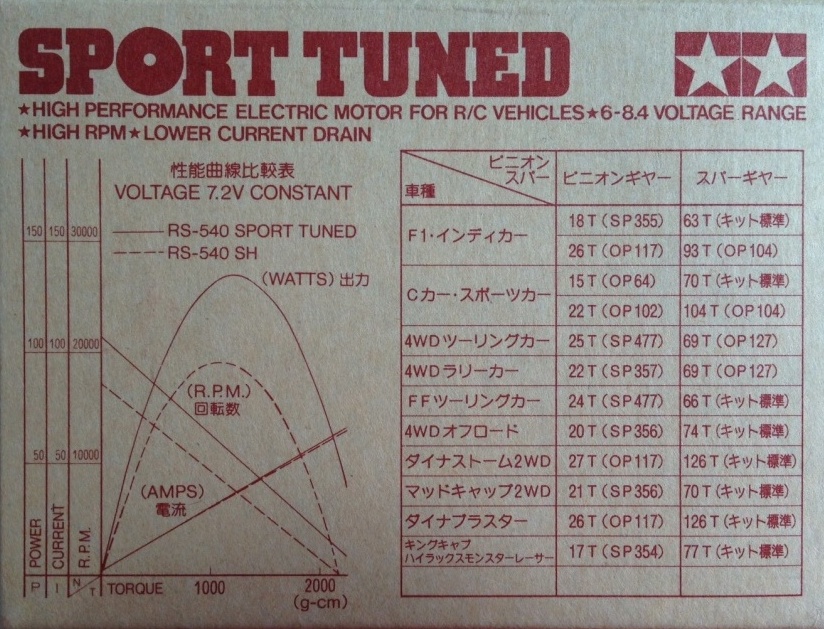 SPORT TUNED
★HIGH PERFORMANCE ELECTRIC MOTOR FOR R/C VEHICLES★6-8.4 VOLTAGE RANGE
★HIGH RPM★LOWER CURRENT DRAIN
性能曲線比較表
VOLTAGE 7.2V CONSTANT
RS-540 SPORT TUNED
RS-540 SH
150 150 30000
(WATTS) 出力
100 100 20000
(R.P.M.)
回転数
50 50 10000
(AMPS)
電流
POWER CURRENT R.P.M.
P I N T TORQUE 1000 2000
(g-cm)
車種 ピニオン スパー ピニオンギヤー スパーギヤー
F1・インディカー 18T(SP355) 63T(キット標準)
26T(OP117) 93T(OP104)
Cカー・スポーツカー 15T(OP64) 70T(キット標準)
22T(OP102) 104T(OP104)
4WDツーリングカー 25T(SP477) 69T(OP127)
4WDラリーカー 22T(SP357) 69T(OP127)
FFツーリングカー 24T(SP477) 66T(キット標準)
4WDオフロード 20T(SP356) 74T(キット標準)
ダイナストーム2WD 27T(OP117) 126T(キット標準)
マッドキャップ2WD 21T(SP356) 70T(キット標準)
ダイナブラスター 26T(OP117) 126T(キット標準)
キングキャブ
ハイラックスモンスターレーサー 17T(SP354) 77T(キット標準)